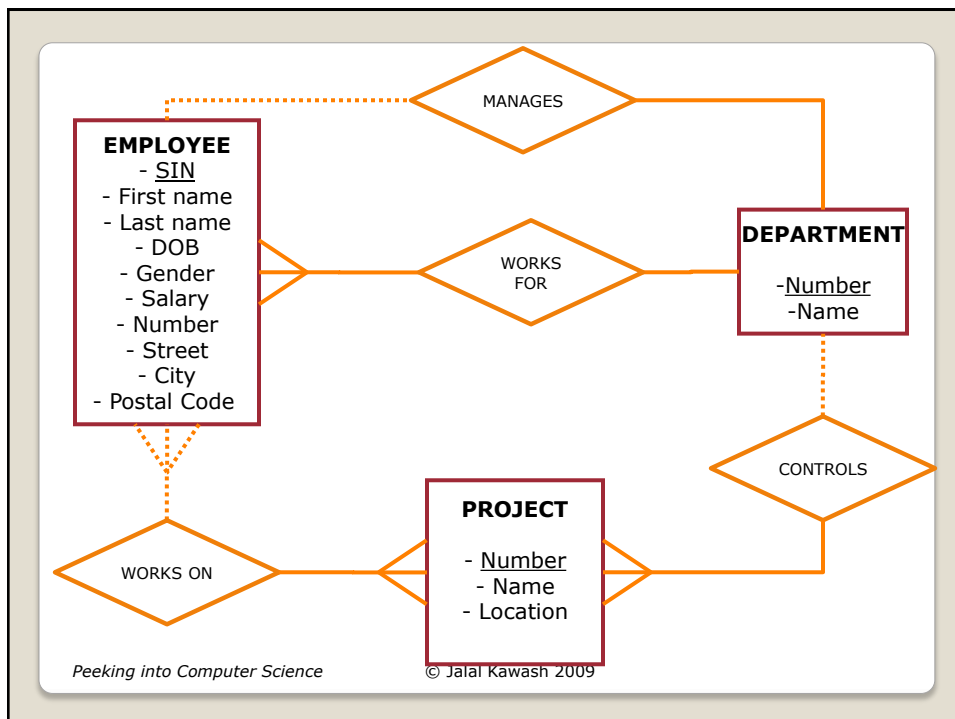 MANAGES
EMPLOYEE
- SIN
- First name
- Last name
- DOB
- Gender
- Salary
- Number
- Street
- City
- Postal Code
WORKS
FOR
DEPARTMENT
-Number
-Name
CONTROLS
PROJECT
- Number
- Name
- Location
WORKS ON
Peeking into Computer Science
© Jalal Kawash 2009